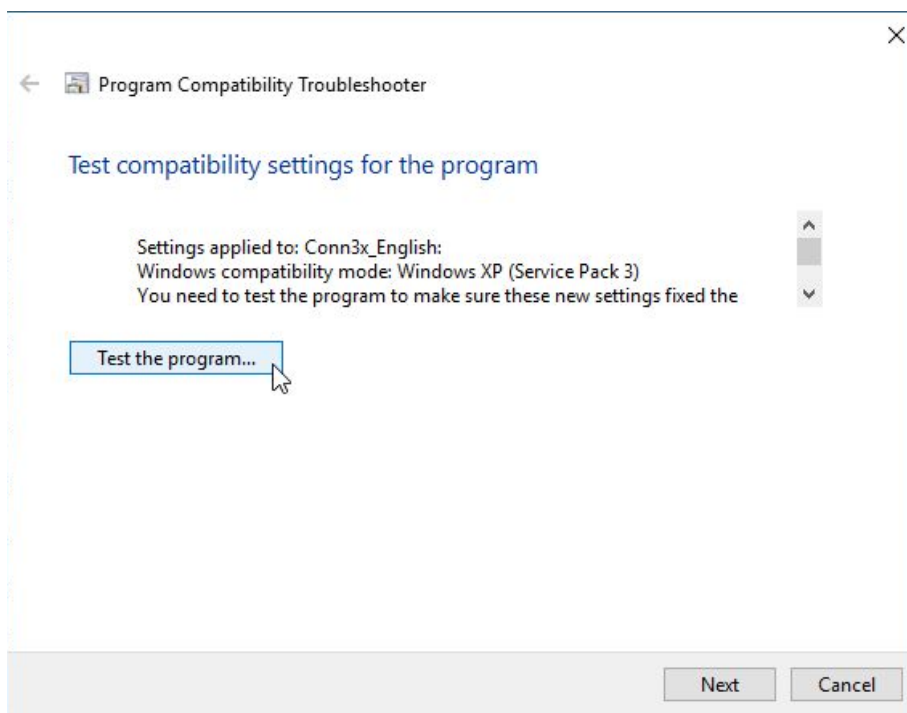 Program Compatibility Troubleshooter
Test compatibility settings for the program
Settings applied to: Conn3x_English:
Windows compatibility mode: Windows XP (Service Pack 3)
You need to test the program to make sure these new settings fixed the
Test the program...
Next
Cancel